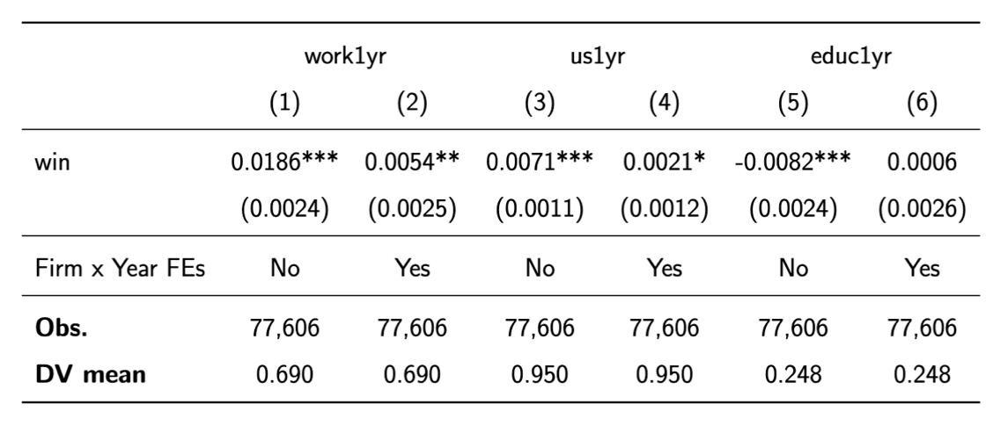 work1yr us1yr educ1yr
(1) (2) (3) (4) (5) (6)
win 0.0186*** 0.0054** 0.0071*** 0.0021* -0.0082*** 0.0006
(0.0024) (0.0025) (0.0011) (0.0012) (0.0024) (0.0026)
Firm x Year FEs No Yes No Yes No Yes
Obs. 77,606 77,606 77,606 77,606 77,606 77,606
DV mean 0.690 0.690 0.950 0.950 0.248 0.248